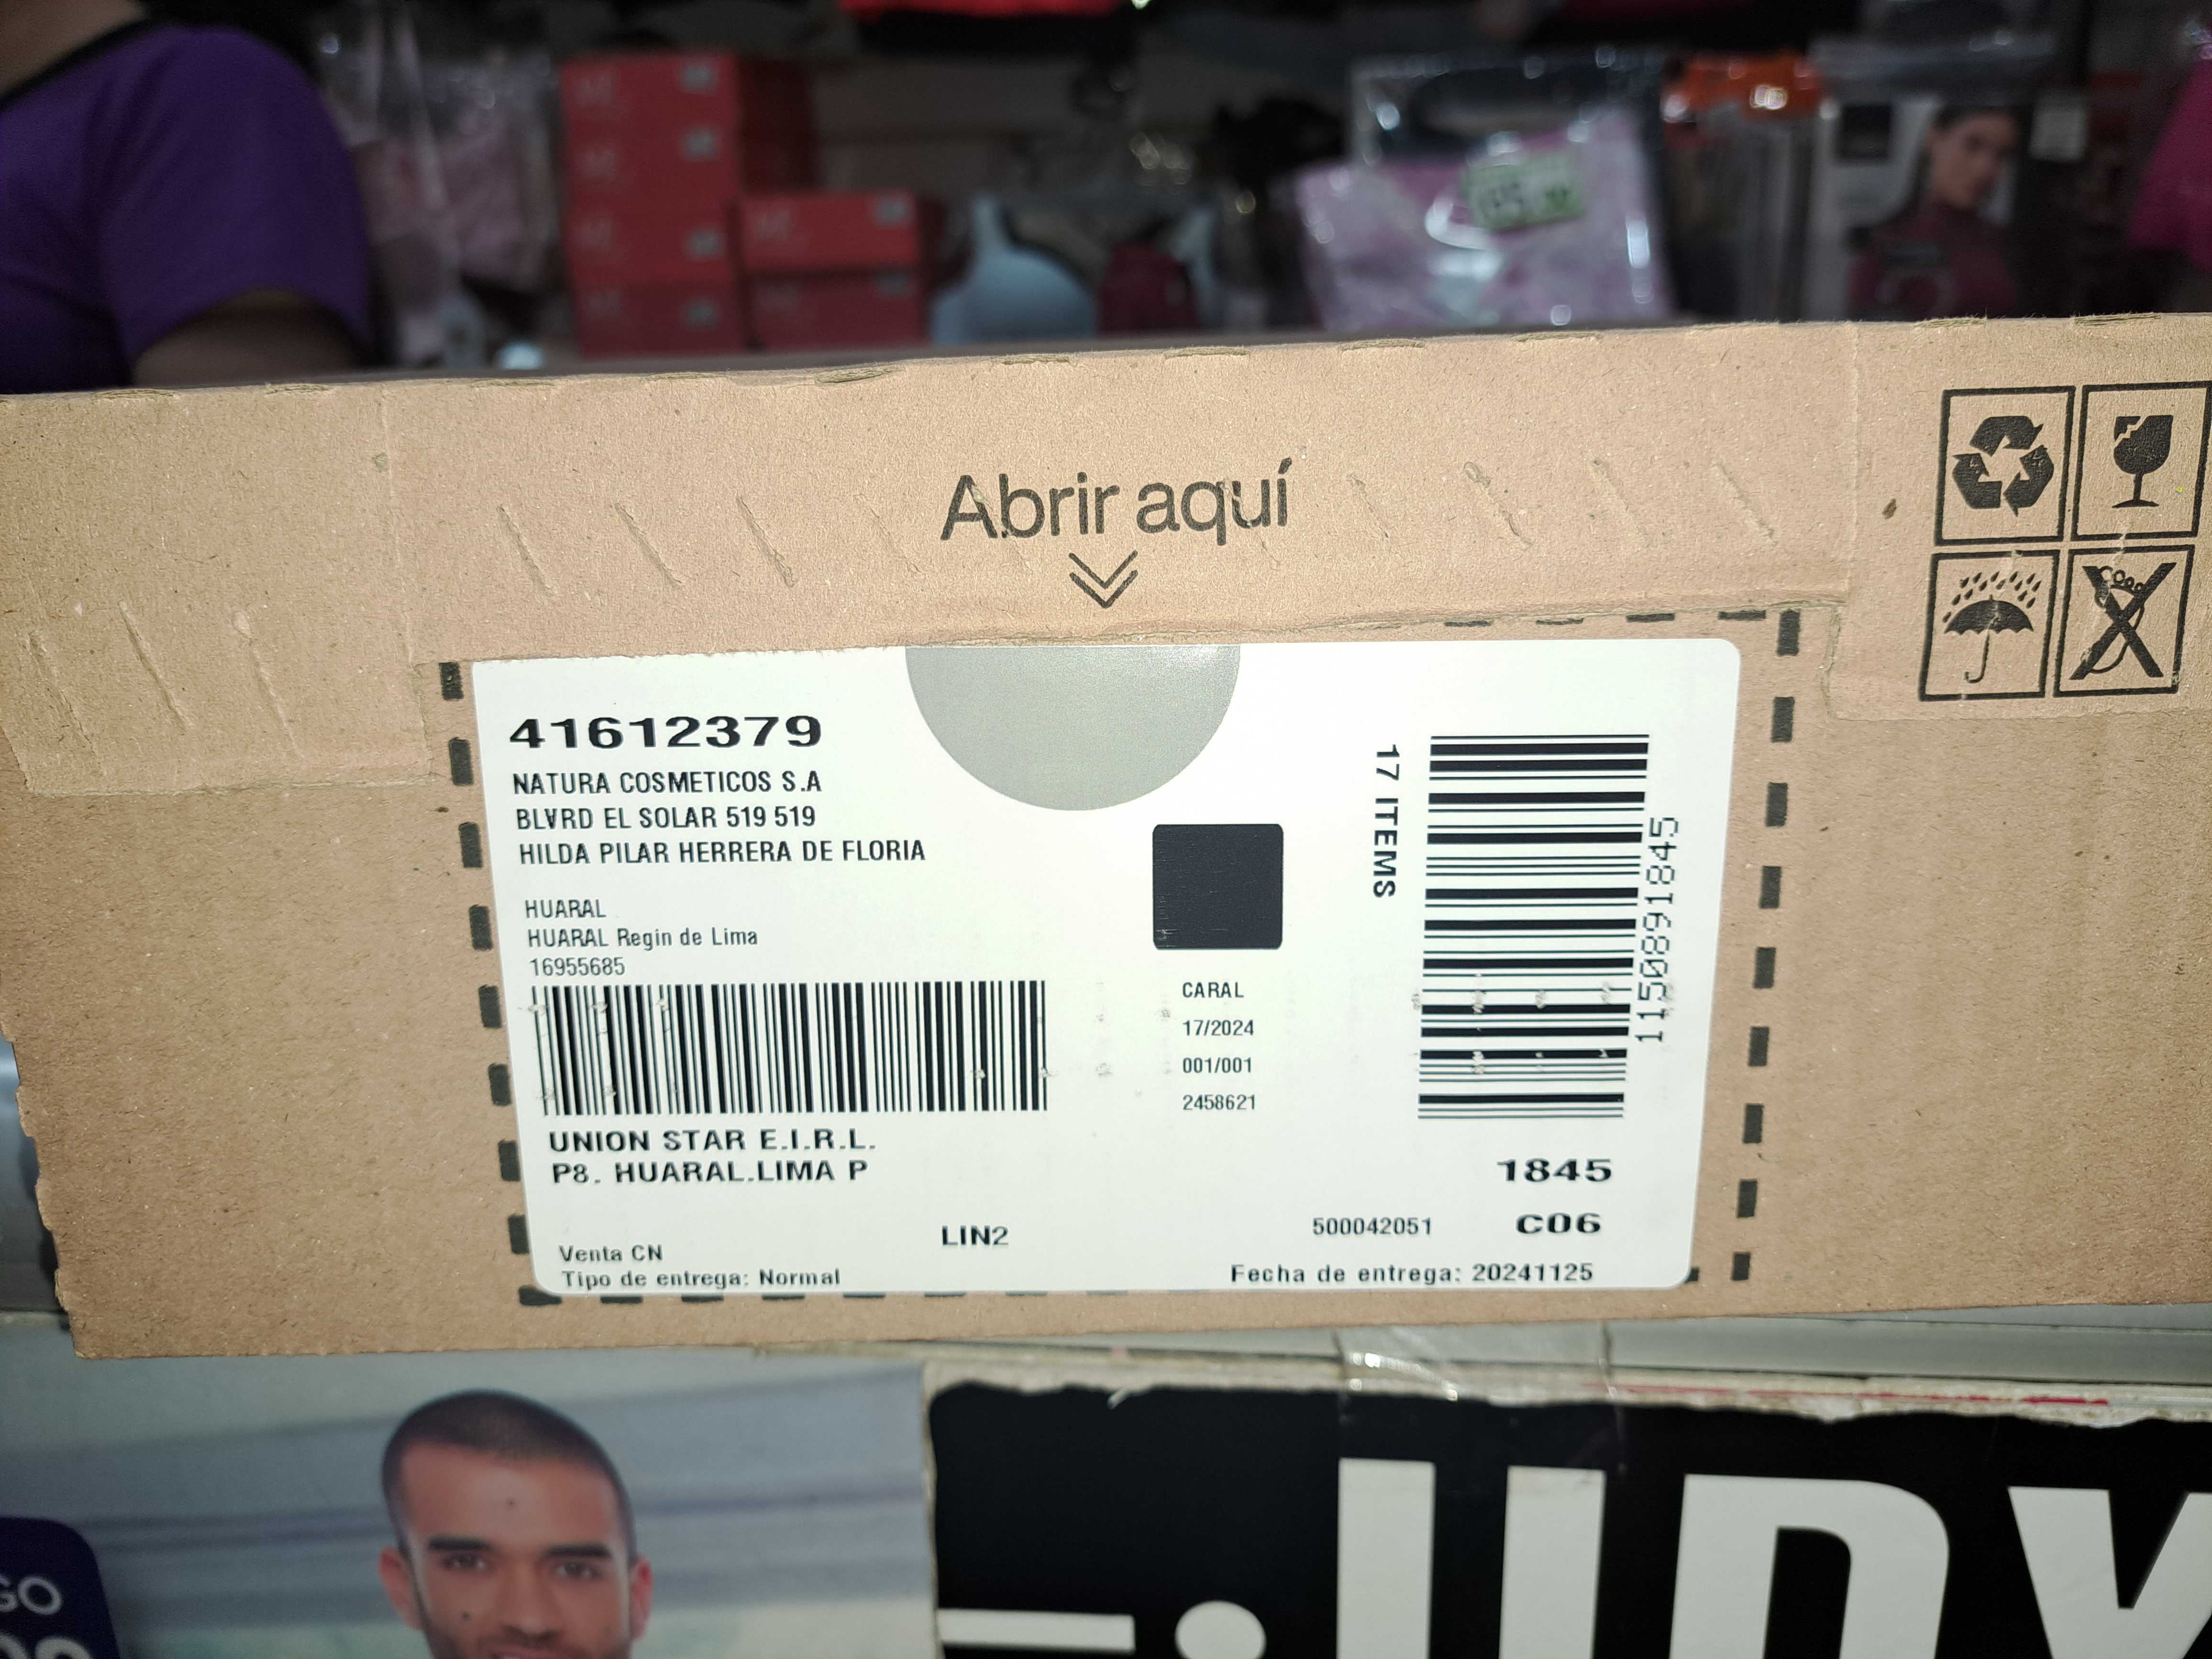 Abrir aquí
41612379
NATURA COSMETICOS S.A
BLVRD EL SOLAR 519 519
HILDA PILAR HERRERA DE FLORIA
HUARAL
HUARAL Regin de Lima
16955685
17 ITEMS
11508918​45
CARAL
17/2024
001/001
2458621
UNION STAR E.I.R.L.
P8. HUARAL.LIMA P
1845
LIN2
500042051
C06
Venta CN
Tipo de entrega: Normal
Fecha de entrega: 20241125